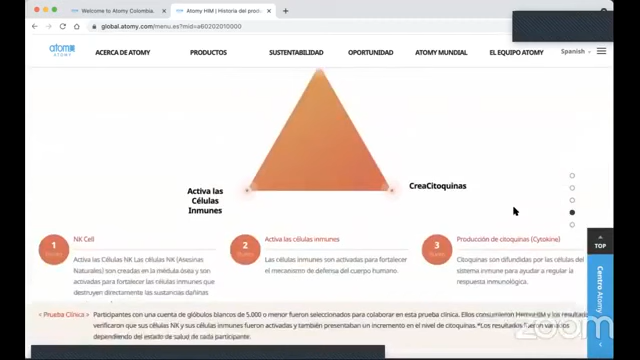 Welcome to Atomy Colombia.
Atomy HIM | Historia del pro
global.atomy.com/menu.es?mid=a60202010000
atom
ATOMY
ACERCA DE ATOMY
PRODUCTOS
SUSTENTABILIDAD
OPORTUNIDAD
ATOMY MUNDIAL
EL EQUIPO ATOMY
Spanish
Activa las
Células
Inmunes
CreaCitoquinas
1
NK Cell
Activa las Células NK Las células NK (Asesinas
Naturales) son creadas en la médula ósea y son
activadas para fortalecer las células inmunes que
destruyen directamente las sustancias dañinas
2
Activa las células inmunes
Las células inmunes son activadas para fortalecer
el mecanismo de defensa del cuerpo humano.
3
Producción de citoquinas (Cytokine)
Citoquinas son difundidas por las células del
sistema inmune para ayudar a regular la
respuesta inmunológica.
TOP
Centro Atomy
< Prueba Clínica >
Participantes con una cuenta de glóbulos blancos de 5,000 o menor fueron seleccionados para colaborar en esta prueba clínica. Ellos consumieron HemoHIM y los resultados
verificaron que sus células NK y sus células inmunes fueron activadas y también presentaban un incremento en el nivel de citoquinas.*Los resultados fueron variados
dependiendo del estado de salud de cada participante.
zoom